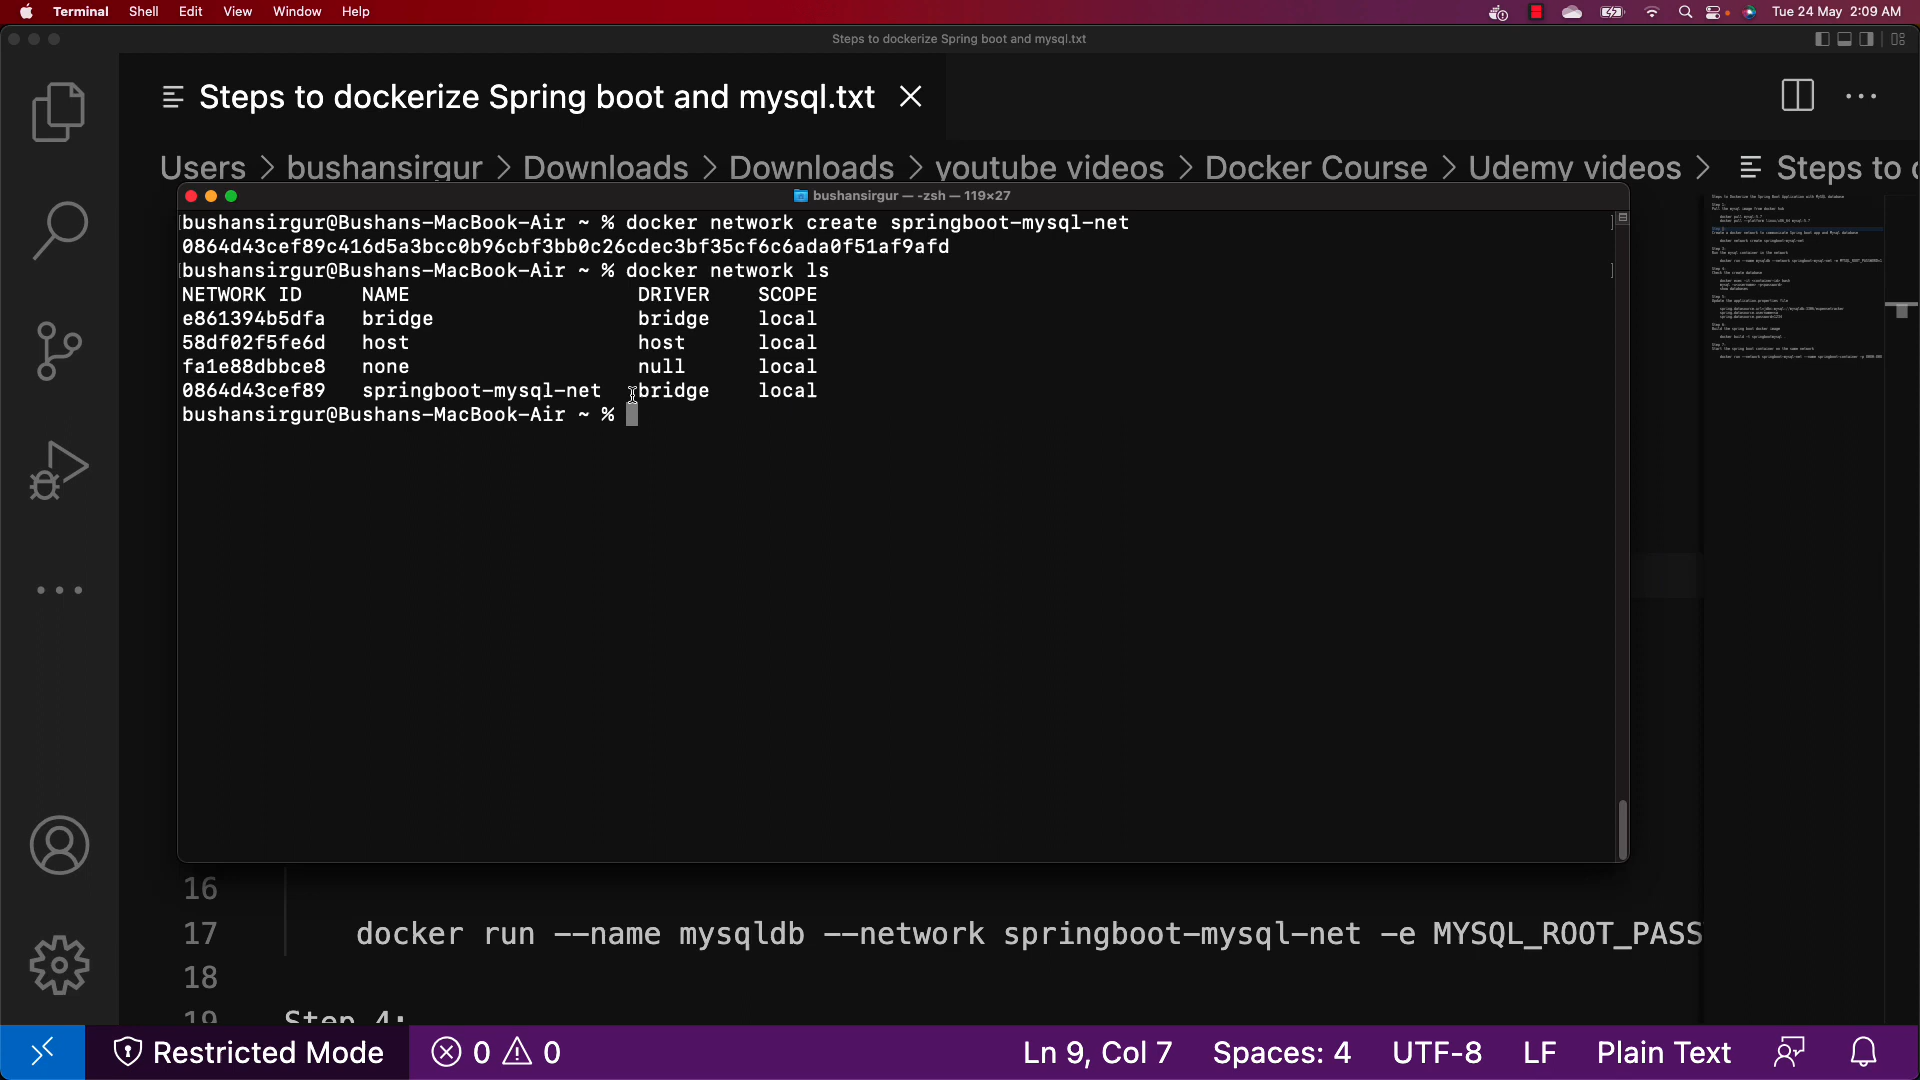 Terminal Shell Edit View Window Help Tue 24 May 2:09 AM
Steps to dockerize Spring boot and mysql.txt
Steps to dockerize Spring boot and mysql.txt
Users > bushansirgur > Downloads > Downloads > youtube videos > Docker Course > Udemy videos > Steps to
bushansirgur — -zsh — 119×27
bushansirgur@Bushans-MacBook-Air ~ % docker network create springboot-mysql-net
0864d43cef89c416d5a3bcc0b96cbf3bb0c26cdec3bf35cf6c6ada0f51af9afd
bushansirgur@Bushans-MacBook-Air ~ % docker network ls
NETWORK ID NAME DRIVER SCOPE
e861394b5dfa bridge bridge local
58df02f5fe6d host host local
fa1e88dbbce8 none null local
0864d43cef89 springboot-mysql-net bridge local
bushansirgur@Bushans-MacBook-Air ~ %
16
17 docker run --name mysqldb --network springboot-mysql-net -e MYSQL_ROOT_PASS
18
19 Step 4:
Restricted Mode 0 0 Ln 9, Col 7 Spaces: 4 UTF-8 LF Plain Text